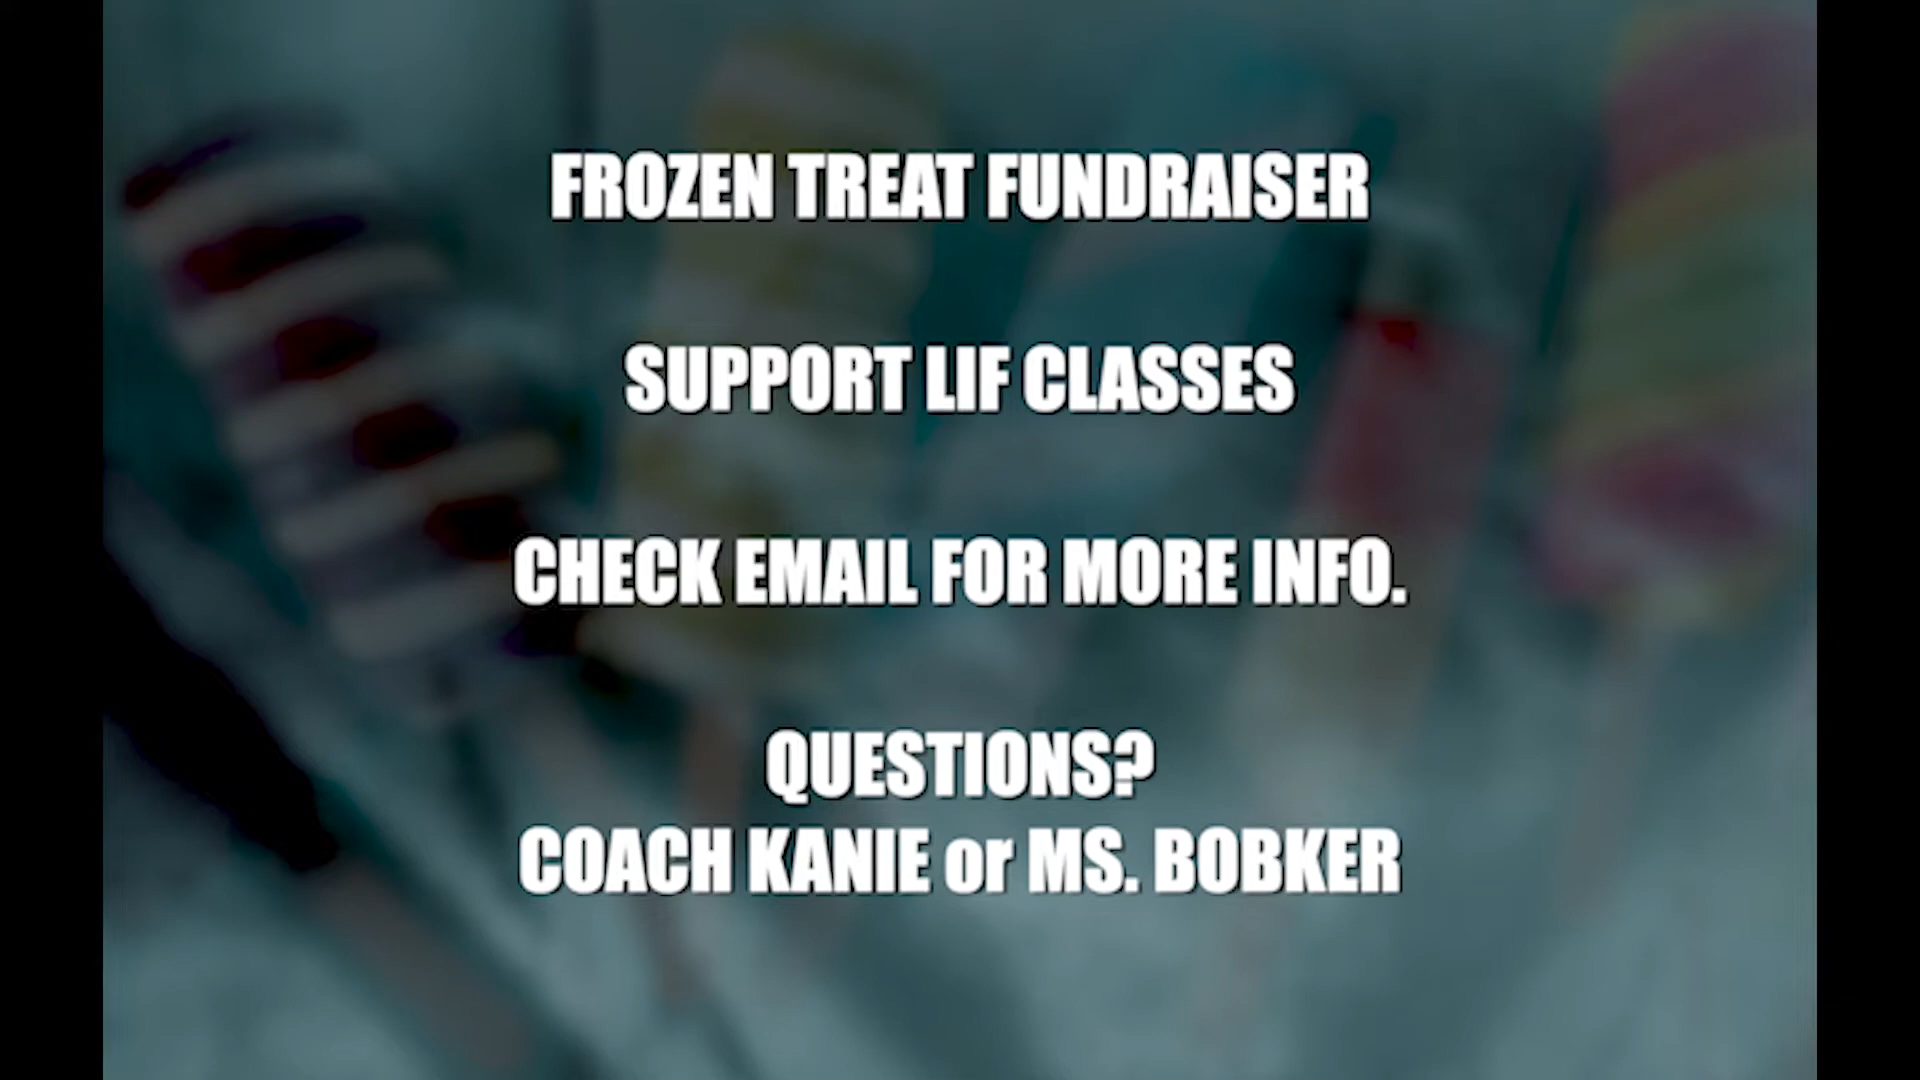 FROZEN TREAT FUNDRAISER
SUPPORT LIF CLASSES
CHECK EMAIL FOR MORE INFO.
QUESTIONS?
COACH KANIE or MS. BOBKER